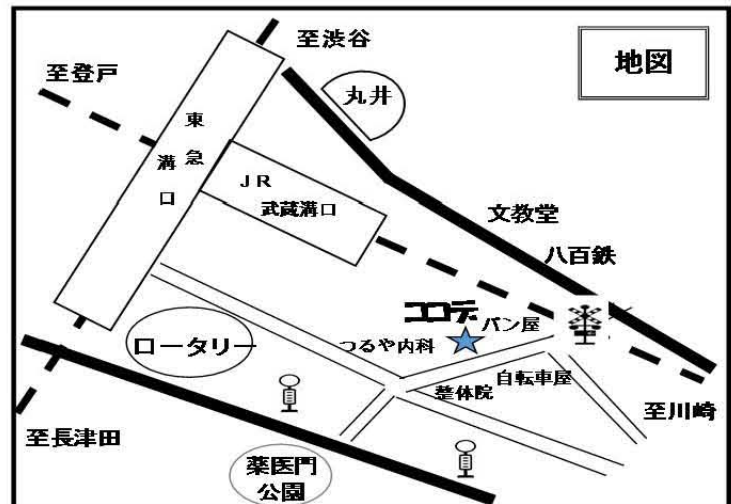 至渋谷
地図
至登戸
丸井
東急
溝口
JR
武蔵溝口
文教堂
八百鉄
ココデ
パン屋
ロータリー
つるや内科
自転車屋
整体院
至川崎
至長津田
薬医門
公園